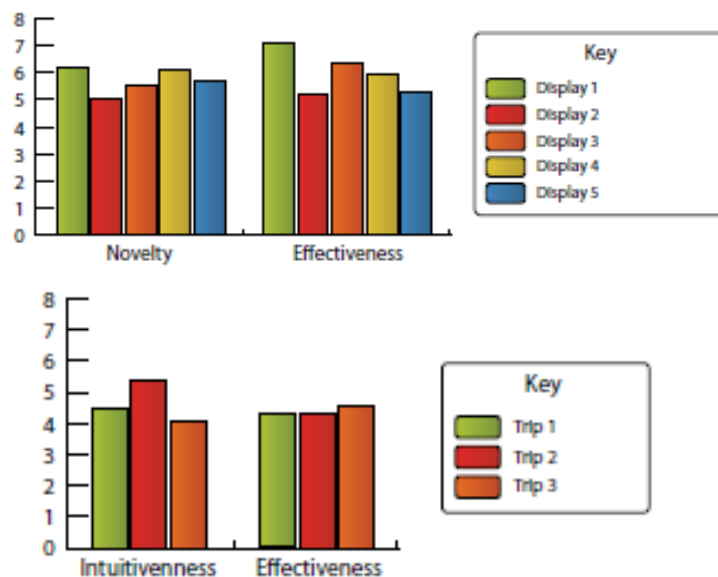 8
7
6
5
4
3
2
1
0
Novelty
Effectiveness
Key
Display 1
Display 2
Display 3
Display 4
Display 5
8
7
6
5
4
3
2
1
0
Intuitivenness
Effectiveness
Key
Trip 1
Trip 2
Trip 3